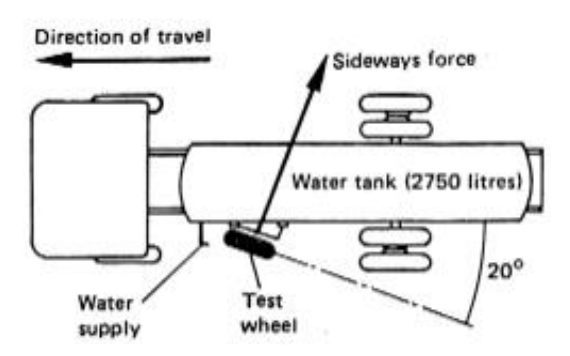 Direction of travel
Sideways force
Water tank (2750 litres)
20°
Water
supply
Test
wheel